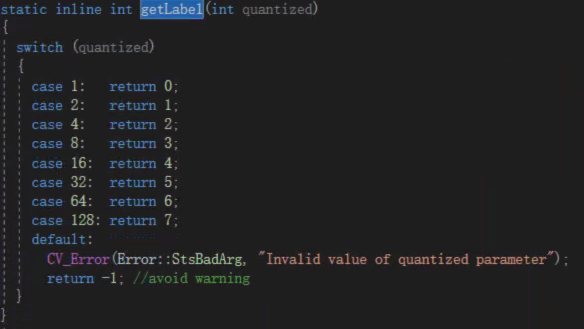 static inline int getLabel(int quantized)
{
switch (quantized)
{
case 1: return 0;
case 2: return 1;
case 4: return 2;
case 8: return 3;
case 16: return 4;
case 32: return 5;
case 64: return 6;
case 128: return 7;
default:
CV_Error(Error::StsBadArg, "Invalid value of quantized parameter");
return -1; //avoid warning
}
}